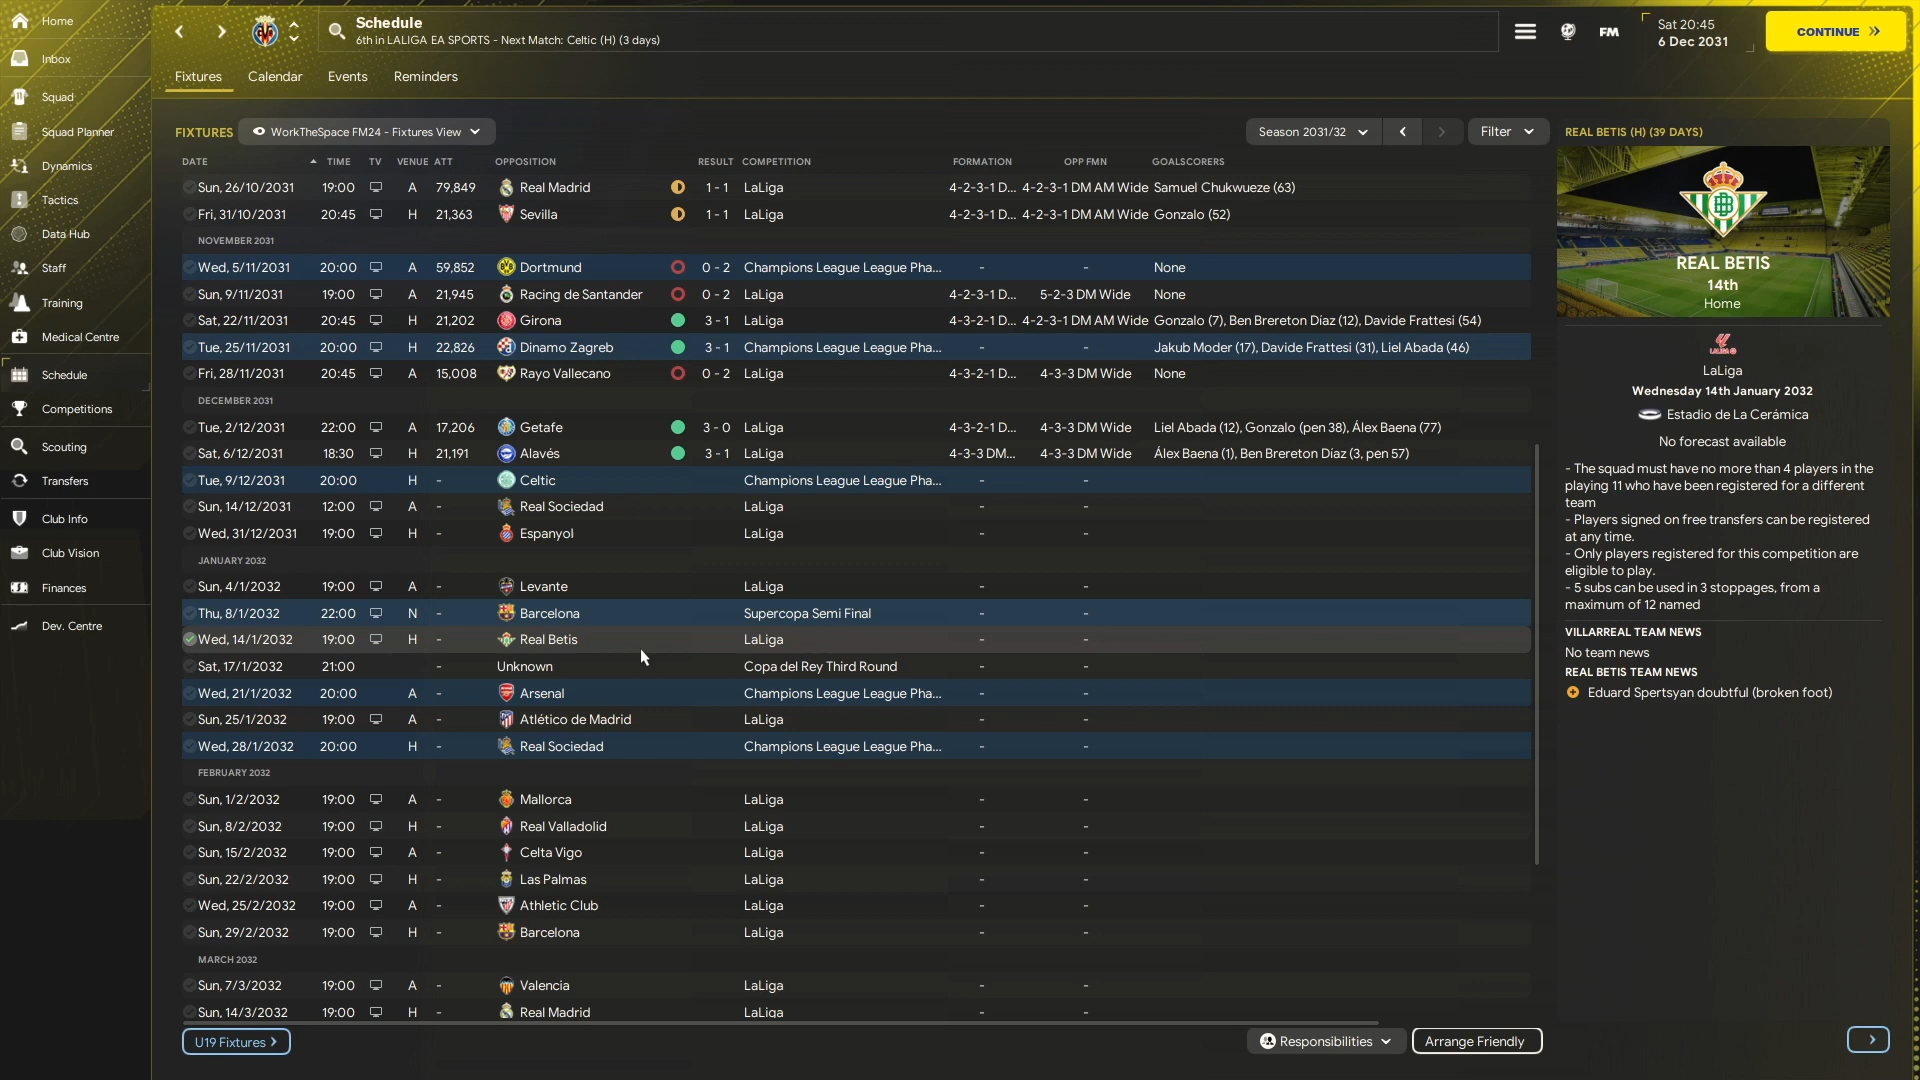 Home
Inbox
Squad
Squad Planner
Dynamics
Tactics
Data Hub
Staff
Training
Medical Centre
Schedule
Competitions
Scouting
Transfers
Club Info
Club Vision
Finances
Dev. Centre
Schedule
6th in LALIGA EA SPORTS - Next Match: Celtic (H) (3 days)
FM
Sat 20:45
6 Dec 2031
CONTINUE
Fixtures Calendar Events Reminders
FIXTURES WorkTheSpace FM24 - Fixtures View Season 2031/32 Filter
DATE TIME TV VENUE ATT OPPOSITION RESULT COMPETITION FORMATION OPP FMN GOALSCORERS
Sun, 26/10/2031 19:00 A 79,849 Real Madrid 1 - 1 LaLiga 4-2-3-1 D... 4-2-3-1 DM AM Wide Samuel Chukwueze (63)
Fri, 31/10/2031 20:45 H 21,363 Sevilla 1 - 1 LaLiga 4-2-3-1 D... 4-2-3-1 DM AM Wide Gonzalo (52)
NOVEMBER 2031
Wed, 5/11/2031 20:00 A 59,852 Dortmund 0 - 2 Champions League League Pha... - - None
Sun, 9/11/2031 19:00 A 21,945 Racing de Santander 0 - 2 LaLiga 4-2-3-1 D... 5-2-3 DM Wide None
Sat, 22/11/2031 20:45 H 21,202 Girona 3 - 1 LaLiga 4-3-2-1 D... 4-2-3-1 DM AM Wide Gonzalo (7), Ben Brereton Díaz (12), Davide Frattesi (54)
Tue, 25/11/2031 20:00 H 22,826 Dinamo Zagreb 3 - 1 Champions League League Pha... - - Jakub Moder (17), Davide Frattesi (31), Liel Abada (46)
Fri, 28/11/2031 20:45 A 15,008 Rayo Vallecano 0 - 2 LaLiga 4-3-2-1 D... 4-3-3 DM Wide None
DECEMBER 2031
Tue, 2/12/2031 22:00 A 17,206 Getafe 3 - 0 LaLiga 4-3-2-1 D... 4-3-3 DM Wide Liel Abada (12), Gonzalo (pen 38), Álex Baena (77)
Sat, 6/12/2031 18:30 H 21,191 Alavés 3 - 1 LaLiga 4-3-3 DM... 4-3-3 DM Wide Álex Baena (1), Ben Brereton Díaz (3, pen 57)
Tue, 9/12/2031 20:00 H - Celtic Champions League League Pha... - -
Sun, 14/12/2031 12:00 A - Real Sociedad LaLiga - -
Wed, 31/12/2031 19:00 H - Espanyol LaLiga - -
JANUARY 2032
Sun, 4/1/2032 19:00 A - Levante LaLiga - -
Thu, 8/1/2032 22:00 N - Barcelona Supercopa Semi Final - -
Wed, 14/1/2032 19:00 H - Real Betis LaLiga - -
Sat, 17/1/2032 21:00 - Unknown Copa del Rey Third Round - -
Wed, 21/1/2032 20:00 A - Arsenal Champions League League Pha... - -
Sun, 25/1/2032 19:00 A - Atlético de Madrid LaLiga - -
Wed, 28/1/2032 20:00 H - Real Sociedad Champions League League Pha... - -
FEBRUARY 2032
Sun, 1/2/2032 19:00 A - Mallorca LaLiga - -
Sun, 8/2/2032 19:00 H - Real Valladolid LaLiga - -
Sun, 15/2/2032 19:00 A - Celta Vigo LaLiga - -
Sun, 22/2/2032 19:00 H - Las Palmas LaLiga - -
Wed, 25/2/2032 19:00 A - Athletic Club LaLiga - -
Sun, 29/2/2032 19:00 H - Barcelona LaLiga - -
MARCH 2032
Sun, 7/3/2032 19:00 A - Valencia LaLiga - -
Sun, 14/3/2032 19:00 H - Real Madrid LaLiga - -
U19 Fixtures
Responsibilities
Arrange Friendly
REAL BETIS (H) (39 DAYS)
REAL BETIS
14th
Home
LaLiga
Wednesday 14th January 2032
Estadio de La Cerámica
No forecast available
- The squad must have no more than 4 players in the
playing 11 who have been registered for a different
team
- Players signed on free transfers can be registered
at any time.
- Only players registered for this competition are
eligible to play.
- 5 subs can be used in 3 stoppages, from a
maximum of 12 named
VILLARREAL TEAM NEWS
No team news
REAL BETIS TEAM NEWS
Eduard Spertsyan doubtful (broken foot)